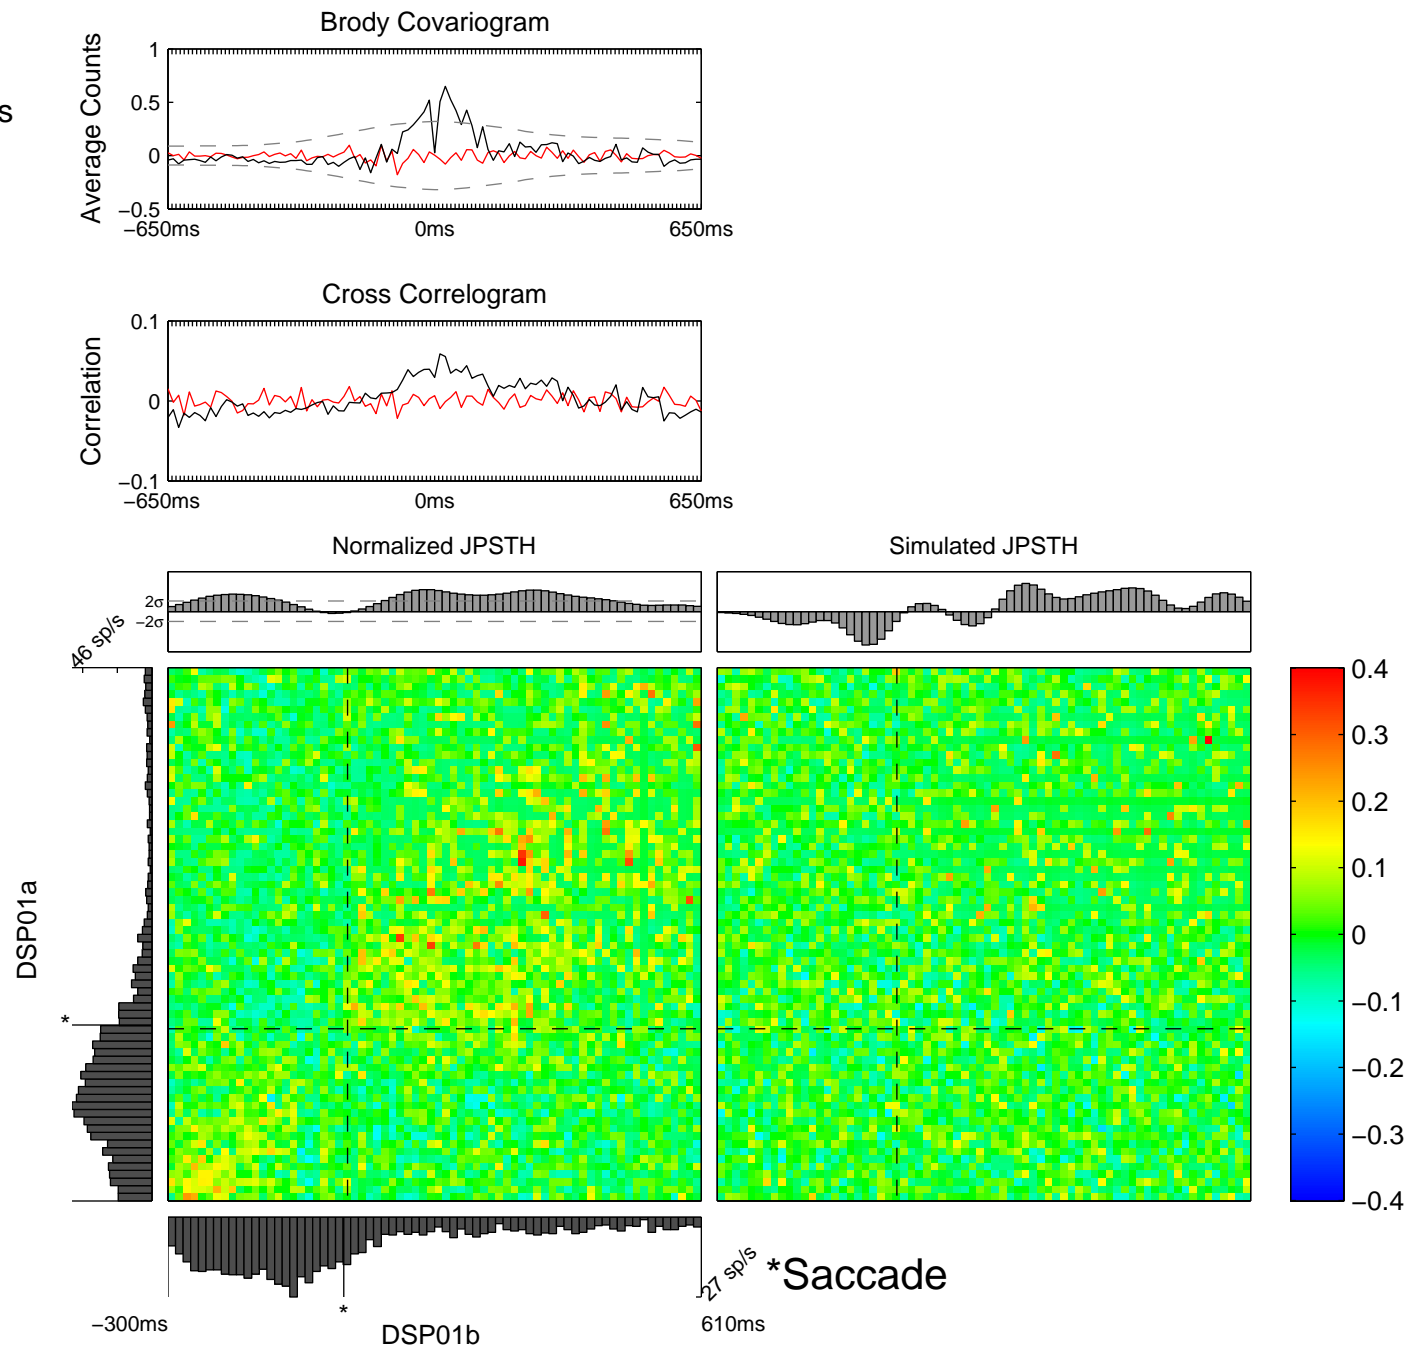 Brody Covariogram
s
Average Counts
1
0.5
0
−0.5
−650ms 0ms 650ms
Cross Correlogram
Correlation
0.1
0
−0.1
−650ms 0ms 650ms
Normalized JPSTH
Simulated JPSTH
2σ
−2σ
46 sp/s
DSP01a
*
0.4
0.3
0.2
0.1
0
−0.1
−0.2
−0.3
−0.4
27 sp/s
*Saccade
*
−300ms
DSP01b
610ms